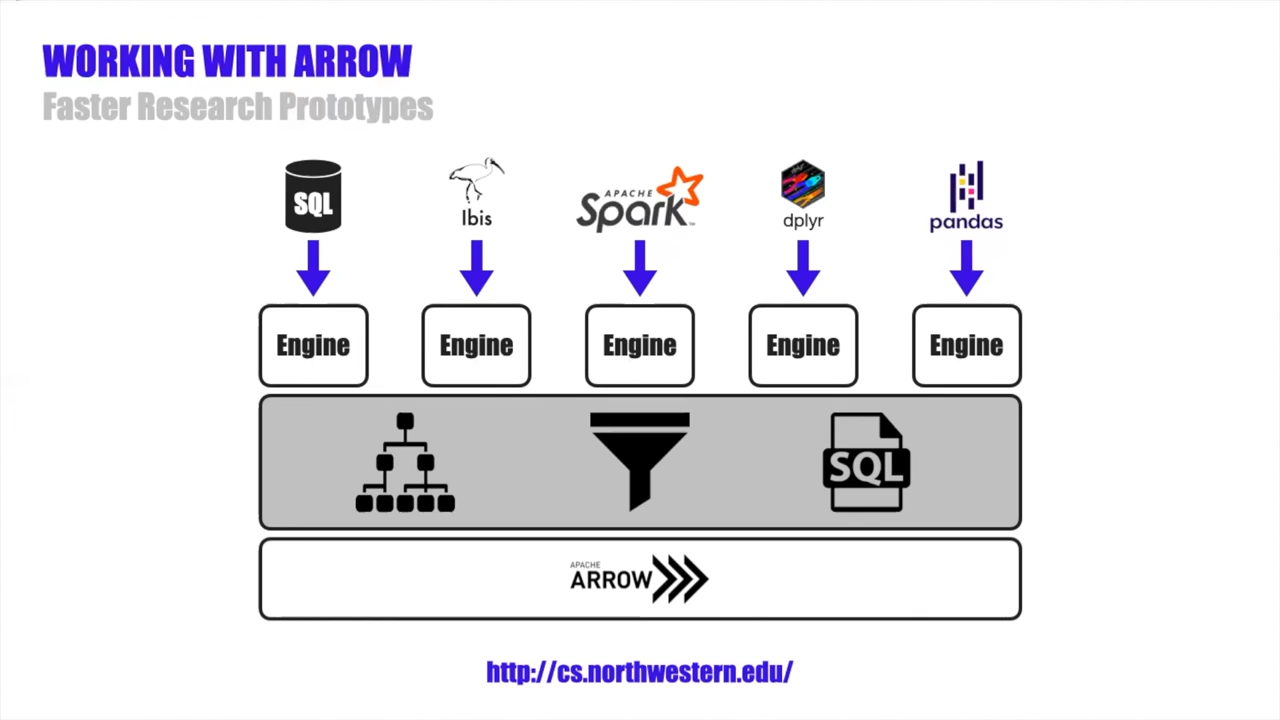 WORKING WITH ARROW
Faster Research Prototypes
SQL
Ibis
APACHE
Spark™
dplyr
pandas
Engine
Engine
Engine
Engine
Engine
SQL
APACHE
ARROW
http://cs.northwestern.edu/